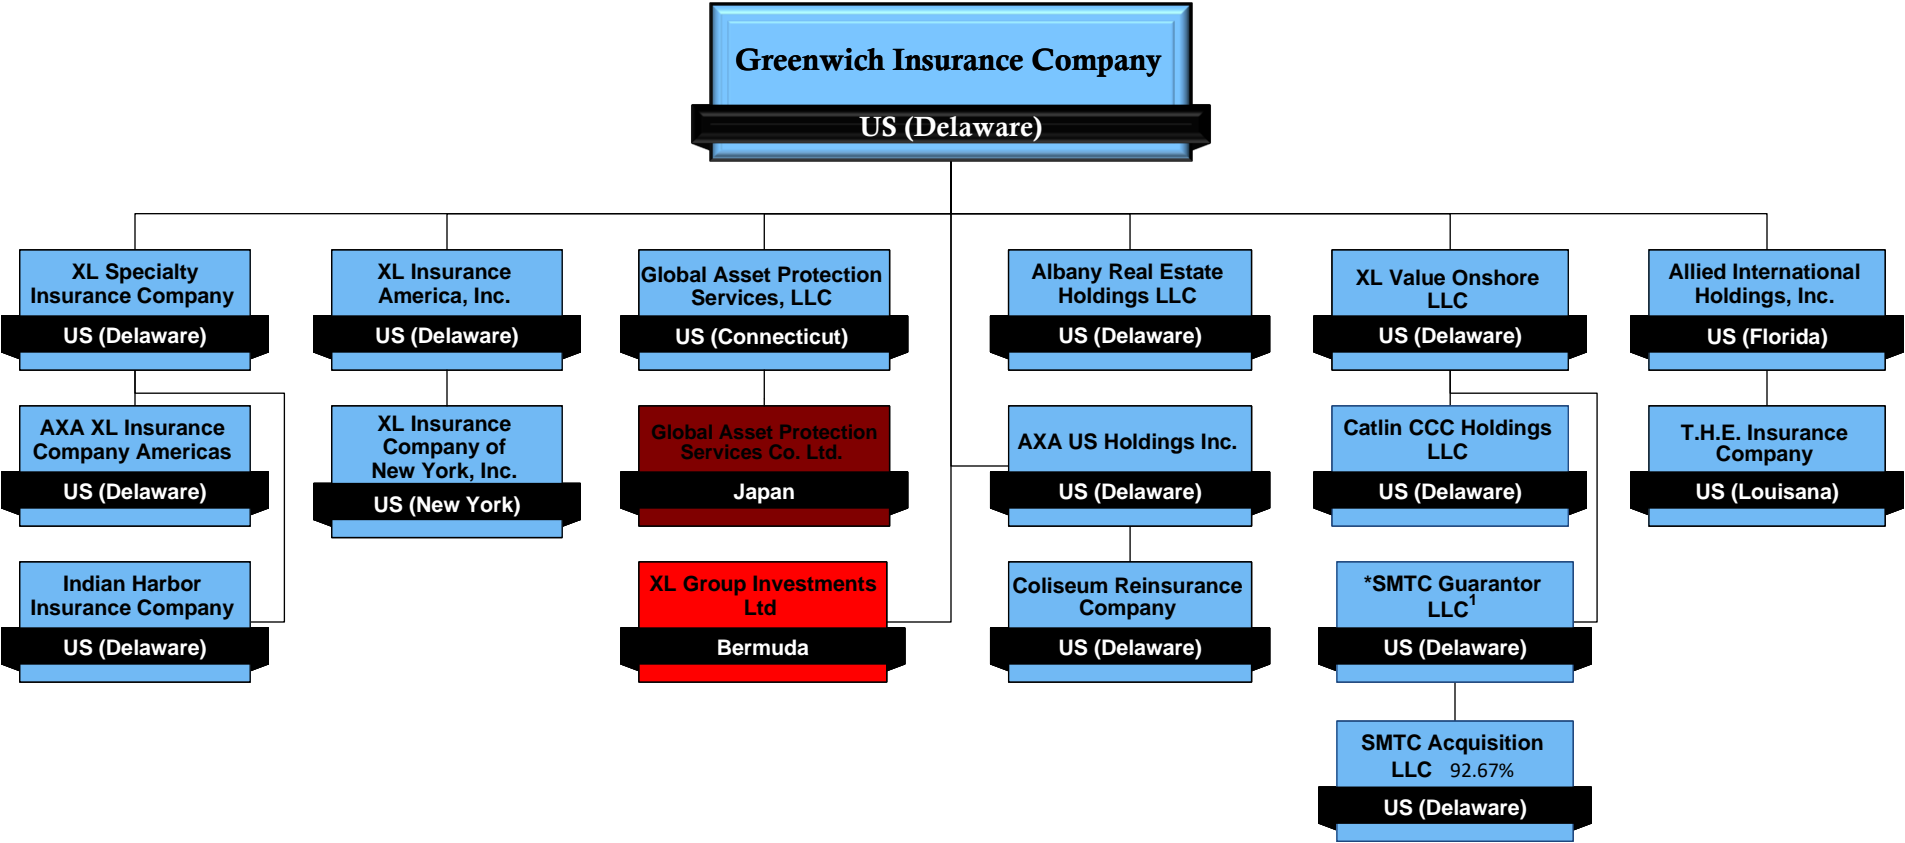 Greenwich Insurance Company
US (Delaware)
XL Specialty
Insurance Company
US (Delaware)
XL Insurance
America, Inc.
US (Delaware)
Global Asset Protection
Services, LLC
US (Connecticut)
Albany Real Estate
Holdings LLC
US (Delaware)
XL Value Onshore
LLC
US (Delaware)
Allied International
Holdings, Inc.
US (Florida)
AXA XL Insurance
Company Americas
US (Delaware)
XL Insurance
Company of
New York, Inc.
US (New York)
Global Asset Protection
Services Co. Ltd.
Japan
AXA US Holdings Inc.
US (Delaware)
Catlin CCC Holdings
LLC
US (Delaware)
T.H.E. Insurance
Company
US (Louisana)
Indian Harbor
Insurance Company
US (Delaware)
XL Group Investments
Ltd
Bermuda
Coliseum Reinsurance
Company
US (Delaware)
*SMTC Guarantor
LLC¹
US (Delaware)
SMTC Acquisition
LLC 92.67%
US (Delaware)